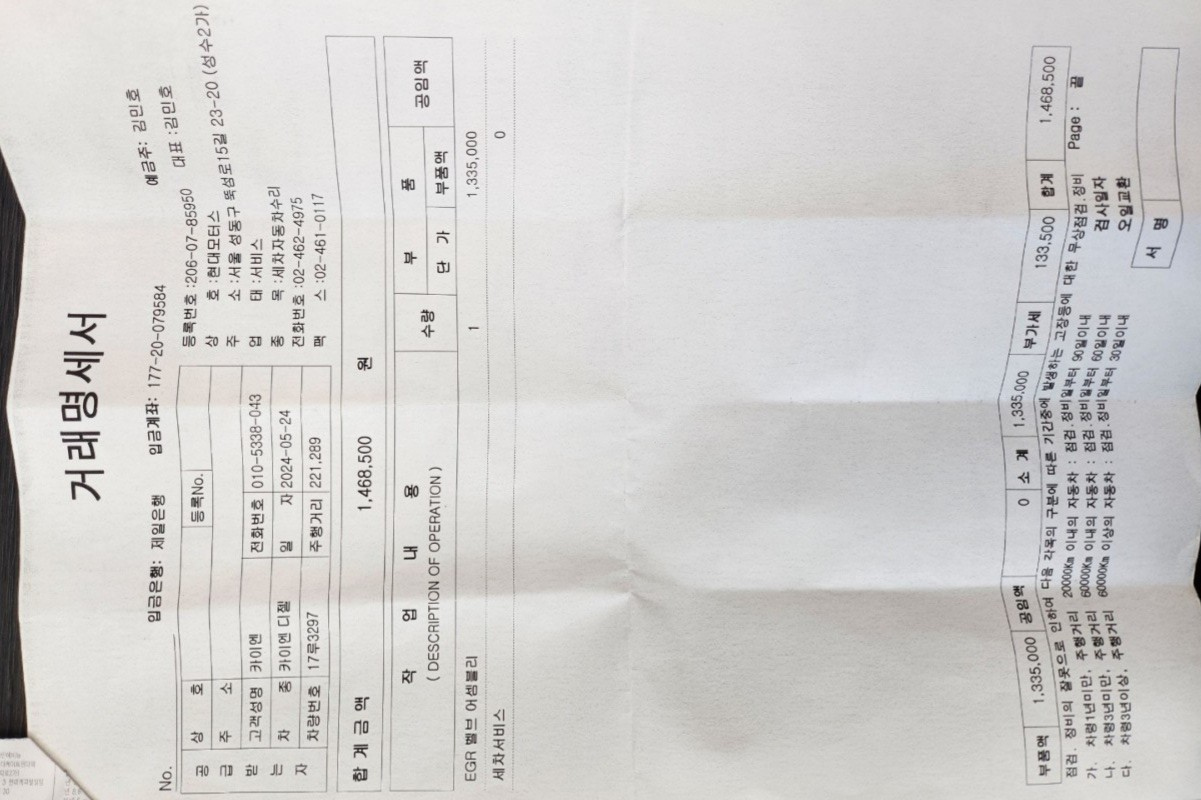 거래명세서
No.
입금은행: 제일은행 입금계좌: 177-20-079584 예금주: 김민호
공급받는자
상 호 등록No.
주 소
고객성명 카이엔 전화번호 010-5338-043
차 종 카이엔 디젤 일 자 2024-05-24
차량번호 17루3297 주행거리 221,289
등록번호 :206-07-85950 대표 :김민호
상 호 :현대모터스
주 소 :서울 성동구 뚝섬로15길 23-20 (성수2가)
업 태 :서비스
종 목 :세차자동차수리
전화번호 :02-462-4975
팩 스 :02-461-0117
합 계 금 액 1,468,500 원
작 업 내 용 수량 부 품 공임액
( DESCRIPTION OF OPERATION ) 단 가 부품액
EGR 벨브 어셈블리 1 1,335,000
세차서비스 0
부품액 1,335,000 공임액 0 소 계 1,335,000 부가세 133,500 합계 1,468,500
점검. 정비의 잘못으로 인하여 다음 각목의 구분에 따른 기간중에 발생하는 고장등에 대한 무상점검.정비 Page : 끝
가. 차령1년미만, 주행거리 20000Km 이내의 자동차 : 점검.정비일부터 90일이내 검사일자
나. 차령3년미만, 주행거리 60000Km 이내의 자동차 : 점검.정비일부터 60일이내 오일교환
다. 차령3년이상, 주행거리 60000Km 이상의 자동차 : 점검.정비일부터 30일이내
서 명